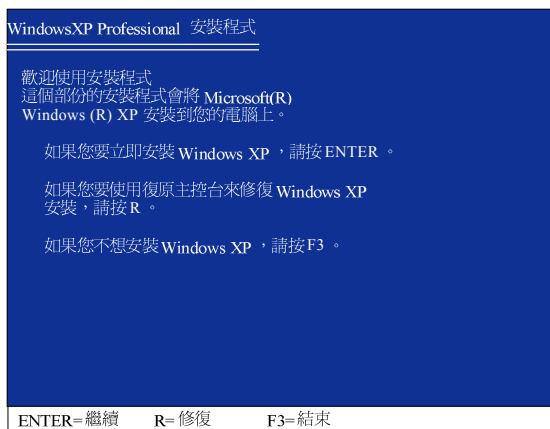 WindowsXP Professional 安裝程式
歡迎使用安裝程式
這個部份的安裝程式會將 Microsoft(R)
Windows (R) XP 安裝到您的電腦上。
如果您要立即安裝 Windows XP ，請按 ENTER 。
如果您要使用復原主控台來修復 Windows XP
安裝，請按 R 。
如果您不想安裝 Windows XP ，請按 F3 。
ENTER=繼續 R=修復 F3=結束